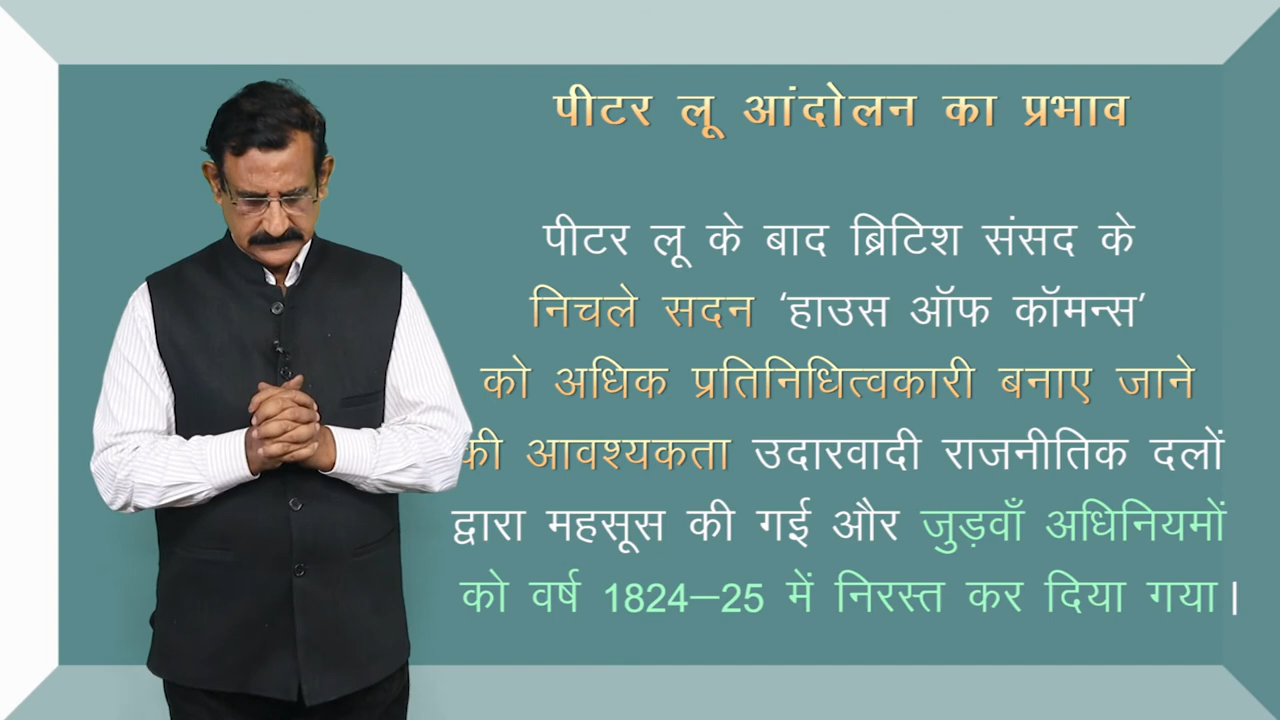 पीटर लू आंदोलन का प्रभाव
पीटर लू के बाद ब्रिटिश संसद के
निचले सदन ‘हाउस ऑफ कॉमन्स’
को अधिक प्रतिनिधित्वकारी बनाए जाने
की आवश्यकता उदारवादी राजनीतिक दलों
द्वारा महसूस की गई और जुड़वाँ अधिनियमों
को वर्ष 1824–25 में निरस्त कर दिया गया।